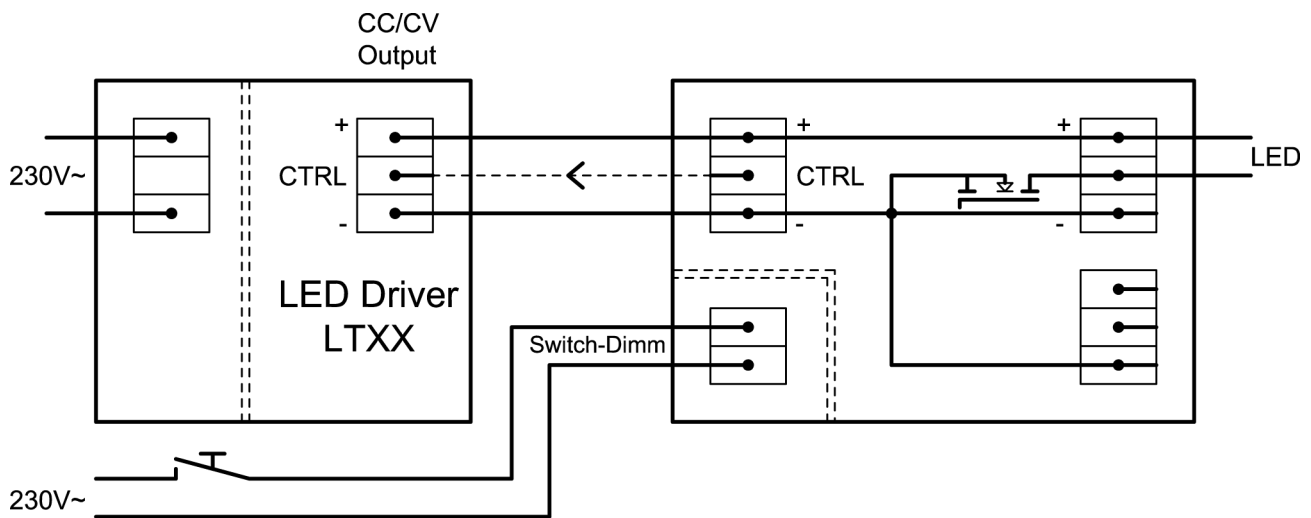 CC/CV
Output
+
+
+
230V~
CTRL
CTRL
LED
-
-
-
LED Driver
LTXX
Switch-Dimm
230V~